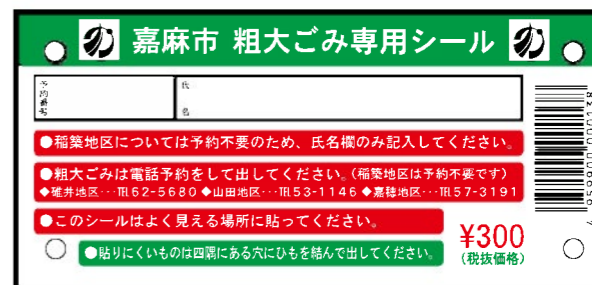 嘉麻市 粗大ごみ専用シール
予約番号
氏名
●稲築地区については予約不要のため、氏名欄のみ記入してください。
●粗大ごみは電話予約をして出してください。(稲築地区は予約不要です)
◆碓井地区･･･℡62-5680 ◆山田地区･･･℡53-1146 ◆嘉穂地区･･･℡57-3191
●このシールはよく見える場所に貼ってください。
●貼りにくいものは四隅にある穴にひもを結んで出してください。
¥300
(税抜価格)